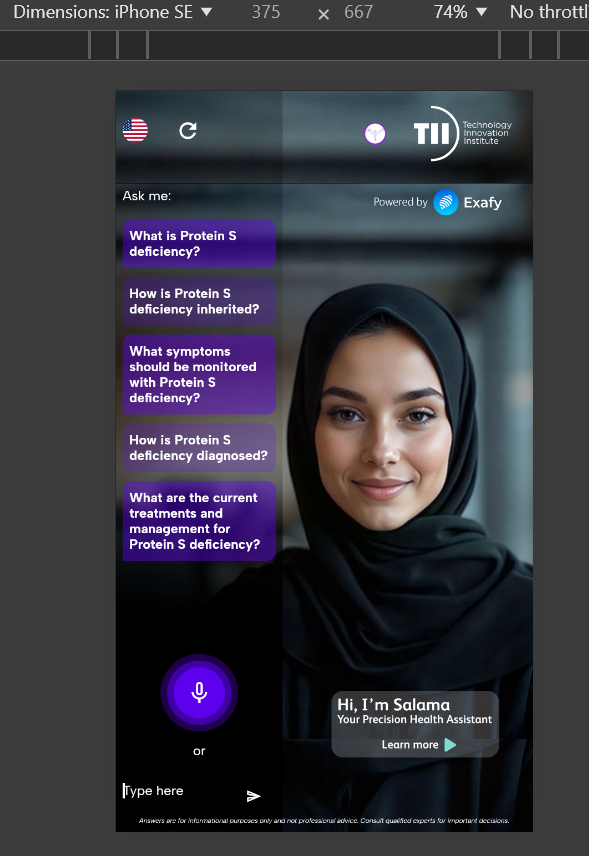 Dimensions: iPhone SE ▼ 375 × 667 74% ▼ No throttl
TII Technology
Innovation
Institute
Ask me:
Powered by Exafy
What is Protein S
deficiency?
How is Protein S
deficiency inherited?
What symptoms
should be monitored
with Protein S
deficiency?
How is Protein S
deficiency diagnosed?
What are the current
treatments and
management for
Protein S deficiency?
Hi, I'm Salama
Your Precision Health Assistant
Learn more
or
Type here
Answers are for informational purposes only and not professional advice. Consult qualified experts for important decisions.